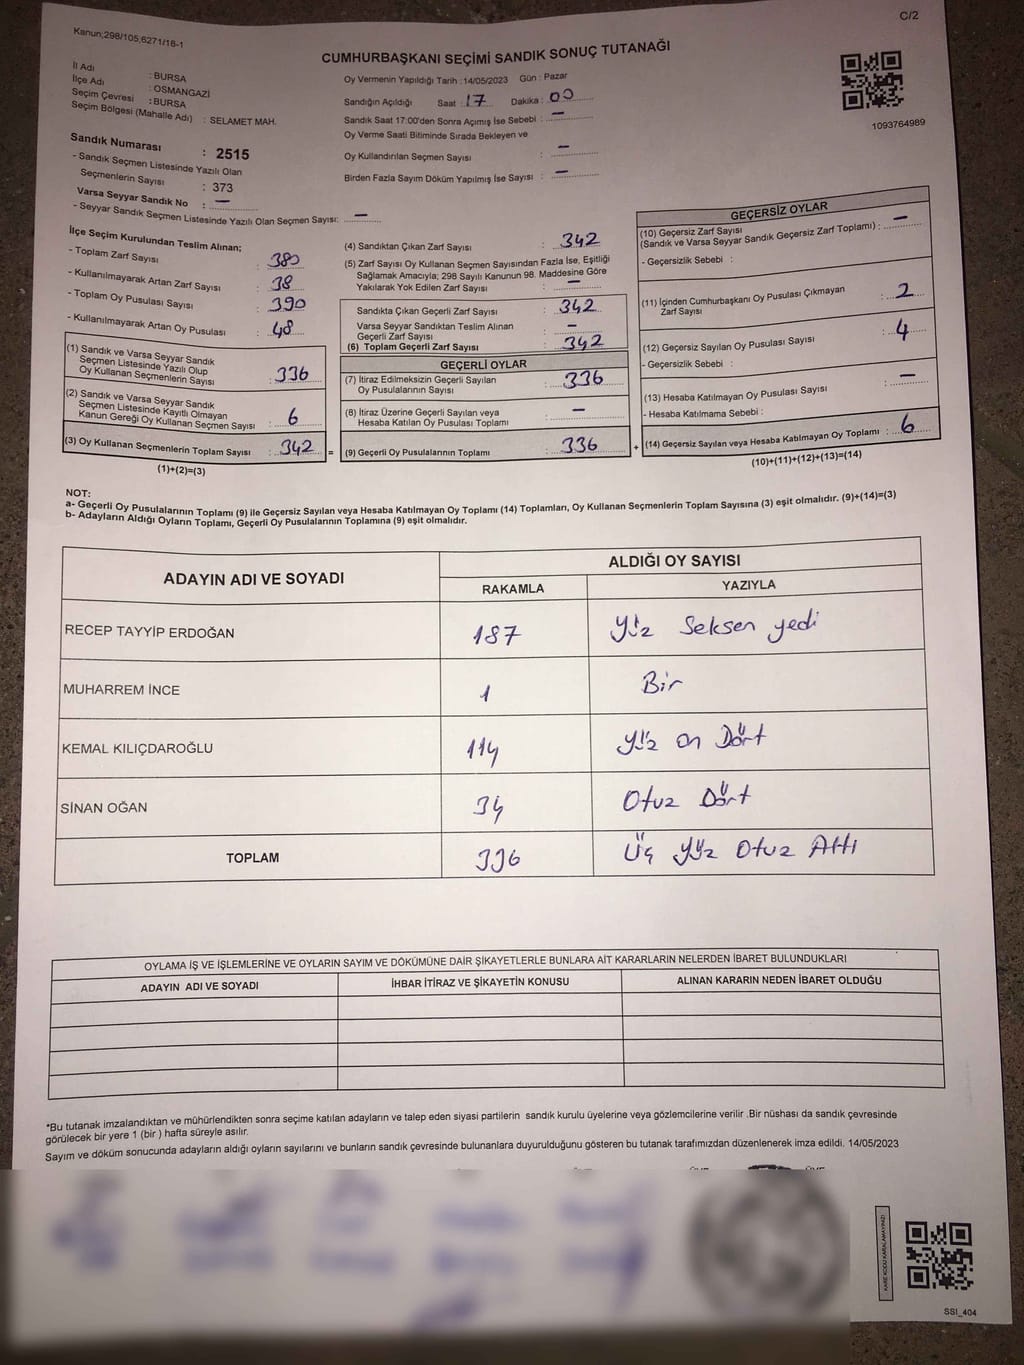 Kanun;298/105,6271/18-1
C/2
CUMHURBAŞKANI SEÇİMİ SANDIK SONUÇ TUTANAĞI
İl Adı : BURSA
İlçe Adı : OSMANGAZİ
Seçim Çevresi : BURSA
Seçim Bölgesi (Mahalle Adı) : SELAMET MAH.
Oy Vermenin Yapıldığı Tarih :14/05/2023 Gün : Pazar
Sandığın Açıldığı Saat : 17 Dakika : 00
Sandık Saat 17:00'den Sonra Açımış İse Sebebi : —
Oy Verme Saati Bitiminde Sırada Bekleyen ve
Oy Kullandırılan Seçmen Sayısı : —
Birden Fazla Sayım Döküm Yapılmış İse Sayısı : —
1093764989
Sandık Numarası : 2515
- Sandık Seçmen Listesinde Yazılı Olan
Seçmenlerin Sayısı : 373
Varsa Seyyar Sandık No : —
- Seyyar Sandık Seçmen Listesinde Yazılı Olan Seçmen Sayısı: —
İlçe Seçim Kurulundan Teslim Alınan;
- Toplam Zarf Sayısı : 380
- Kullanılmayarak Artan Zarf Sayısı : 38
- Toplam Oy Pusulası Sayısı : 390
- Kullanılmayarak Artan Oy Pusulası : 48
(1) Sandık ve Varsa Seyyar Sandık
Seçmen Listesinde Yazılı Olup
Oy Kullanan Seçmenlerin Sayısı : 336
(2) Sandık ve Varsa Seyyar Sandık
Seçmen Listesinde Kayıtlı Olmayan
Kanun Gereği Oy Kullanan Seçmen Sayısı : 6
(3) Oy Kullanan Seçmenlerin Toplam Sayısı : 342 =
(1)+(2)=(3)
(4) Sandıktan Çıkan Zarf Sayısı : 342
(5) Zarf Sayısı Oy Kullanan Seçmen Sayısından Fazla İse, Eşitliği
Sağlamak Amacıyla; 298 Sayılı Kanunun 98. Maddesine Göre
Yakılarak Yok Edilen Zarf Sayısı : —
Sandıkta Çıkan Geçerli Zarf Sayısı : 342
Varsa Seyyar Sandıktan Teslim Alınan
Geçerli Zarf Sayısı : —
(6) Toplam Geçerli Zarf Sayısı : 342
GEÇERLİ OYLAR
(7) İtiraz Edilmeksizin Geçerli Sayılan
Oy Pusulalarının Sayısı : 336
(8) İtiraz Üzerine Geçerli Sayılan veya
Hesaba Katılan Oy Pusulası Toplamı : —
(9) Geçerli Oy Pusulalarının Toplamı : 336 +
GEÇERSİZ OYLAR
(10) Geçersiz Zarf Sayısı
(Sandık ve Varsa Seyyar Sandık Geçersiz Zarf Toplamı) : —
- Geçersizlik Sebebi :
(11) İçinden Cumhurbaşkanı Oy Pusulası Çıkmayan
Zarf Sayısı : 2
(12) Geçersiz Sayılan Oy Pusulası Sayısı : 4
- Geçersizlik Sebebi :
(13) Hesaba Katılmayan Oy Pusulası Sayısı : —
- Hesaba Katılmama Sebebi :
(14) Geçersiz Sayılan veya Hesaba Katılmayan Oy Toplamı : 6
(10)+(11)+(12)+(13)=(14)
NOT:
a- Geçerli Oy Pusulalarının Toplamı (9) ile Geçersiz Sayılan veya Hesaba Katılmayan Oy Toplamı (14) Toplamları, Oy Kullanan Seçmenlerin Toplam Sayısına (3) eşit olmalıdır. (9)+(14)=(3)
b- Adayların Aldığı Oyların Toplamı, Geçerli Oy Pusulalarının Toplamına (9) eşit olmalıdır.
ADAYIN ADI VE SOYADI ALDIĞI OY SAYISI
RAKAMLA YAZIYLA
RECEP TAYYİP ERDOĞAN 187 Yüz Seksen yedi
MUHARREM İNCE 1 Bir
KEMAL KILIÇDAROĞLU 114 Yüz on Dört
SİNAN OĞAN 34 Otuz Dört
TOPLAM 336 Üç Yüz Otuz Altı
OYLAMA İŞ VE İŞLEMLERİNE VE OYLARIN SAYIM VE DÖKÜMÜNE DAİR ŞİKAYETLERLE BUNLARA AİT KARARLARIN NELERDEN İBARET BULUNDUKLARI
ADAYIN ADI VE SOYADI İHBAR İTİRAZ VE ŞİKAYETİN KONUSU ALINAN KARARIN NEDEN İBARET OLDUĞU
*Bu tutanak imzalandıktan ve mühürlendikten sonra seçime katılan adayların ve talep eden siyasi partilerin sandık kurulu üyelerine veya gözlemcilerine verilir .Bir nüshası da sandık çevresinde
görülecek bir yere 1 (bir ) hafta süreyle asılır.
Sayım ve döküm sonucunda adayların aldığı oyların sayılarını ve bunların sandık çevresinde bulunanlara duyurulduğunu gösteren bu tutanak tarafımızdan düzenlenerek imza edildi. 14/05/2023
KARE KODU KARALAMAYINIZ!
SSI_404